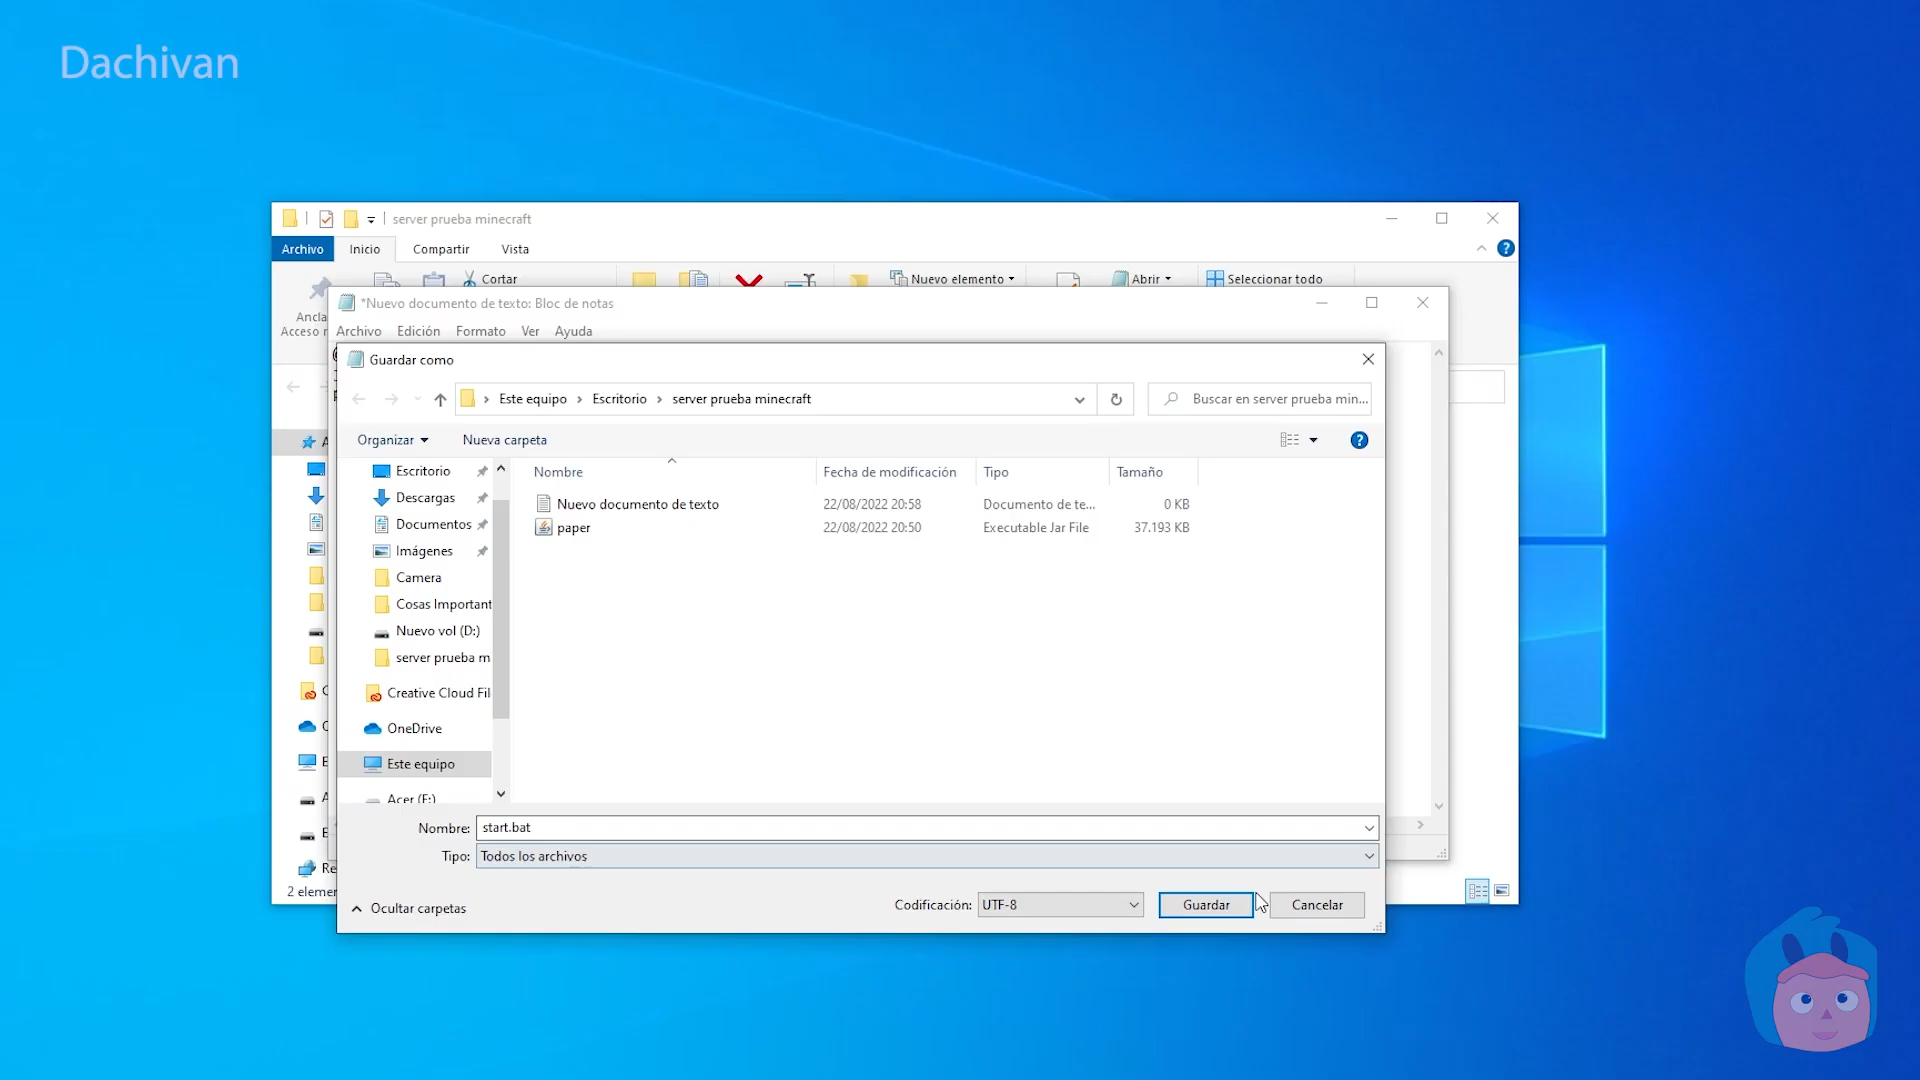 Dachivan
server prueba minecraft
Archivo Inicio Compartir Vista
Cortar Nuevo elemento Abrir Seleccionar todo
*Nuevo documento de texto: Bloc de notas
Archivo Edición Formato Ver Ayuda
Guardar como
Este equipo › Escritorio › server prueba minecraft
Buscar en server prueba min...
Organizar Nueva carpeta
Nombre Fecha de modificación Tipo Tamaño
Nuevo documento de texto 22/08/2022 20:58 Documento de te... 0 KB
paper 22/08/2022 20:50 Executable Jar File 37.193 KB
Escritorio
Descargas
Documentos
Imágenes
Camera
Cosas Important
Nuevo vol (D:)
server prueba m
Creative Cloud Fil
OneDrive
Este equipo
Acer (F:)
Nombre: start.bat
Tipo: Todos los archivos
2 elemer
Ocultar carpetas
Codificación: UTF-8 Guardar Cancelar